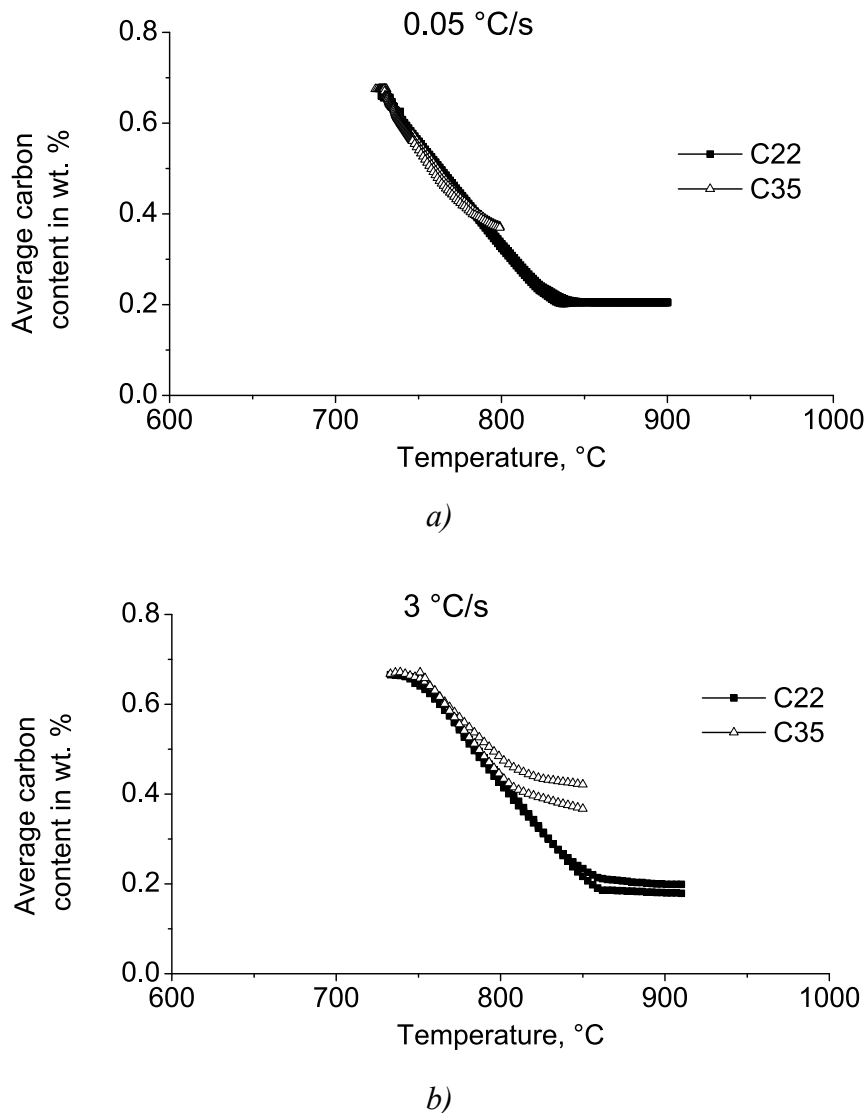 0.05 °C/s
0.8
0.6
0.4
0.2
0.0
Average carbon
content in wt. %
C22
C35
600
700
800
900
1000
Temperature, °C
a)
3 °C/s
0.8
0.6
0.4
0.2
0.0
Average carbon
content in wt. %
C22
C35
600
700
800
900
1000
Temperature, °C
b)